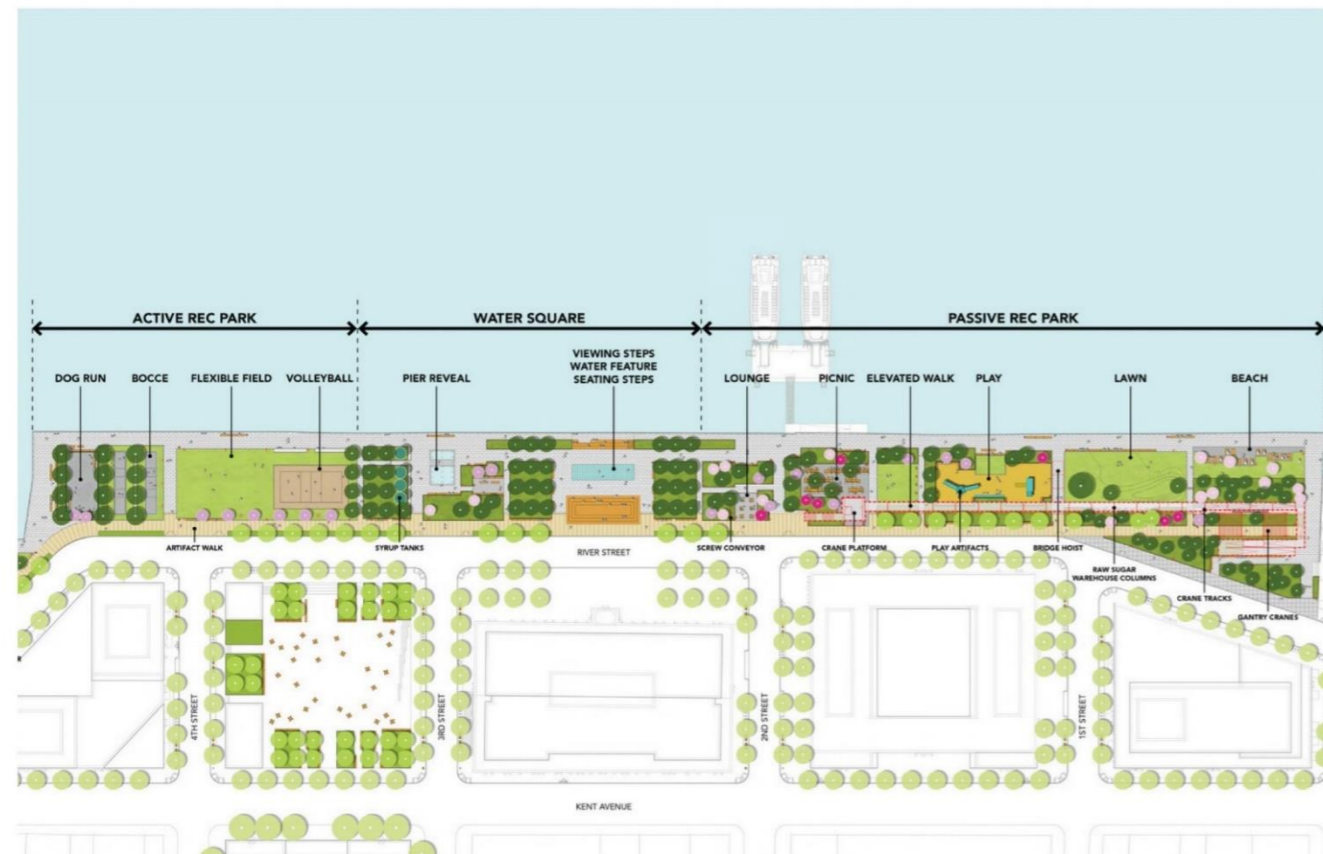 ACTIVE REC PARK
WATER SQUARE
PASSIVE REC PARK
DOG RUN
BOCCE
FLEXIBLE FIELD
VOLLEYBALL
PIER REVEAL
VIEWING STEPS
WATER FEATURE
SEATING STEPS
LOUNGE
PICNIC
ELEVATED WALK
PLAY
LAWN
BEACH
ARTIFACT WALK
SYRUP TANKS
RIVER STREET
SCREW CONVEYOR
CRANE PLATFORM
PLAY ARTIFACTS
BRIDGE HOIST
RAW SUGAR
WAREHOUSE COLUMNS
CRANE TRACKS
GANTRY CRANES
R
4TH STREET
3RD STREET
2ND STREET
1ST STREET
KENT AVENUE